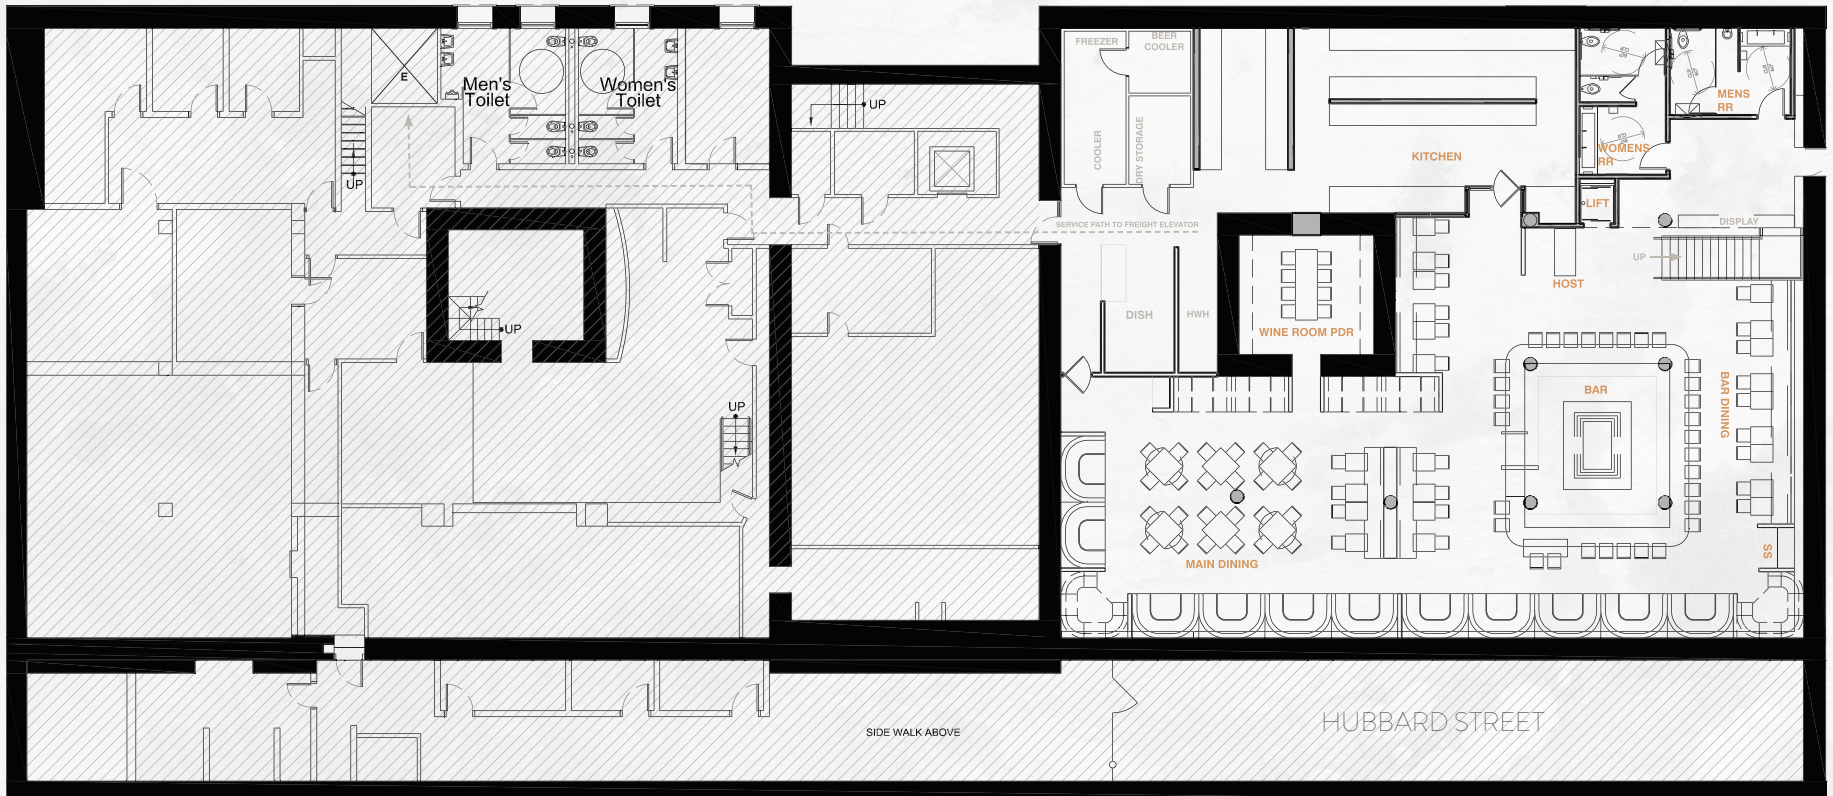 FREEZER
BEER
COOLER
E
Men's
Toilet
Women's
Toilet
MENS
RR
UP
COOLER
DRY STORAGE
KITCHEN
WOMENS
RR
UP
LIFT
SERVICE PATH TO FREIGHT ELEVATOR
DISPLAY
UP
HOST
DISH
HWH
UP
WINE ROOM PDR
BAR
BAR DINING
UP
SS
MAIN DINING
SIDE WALK ABOVE
HUBBARD STREET